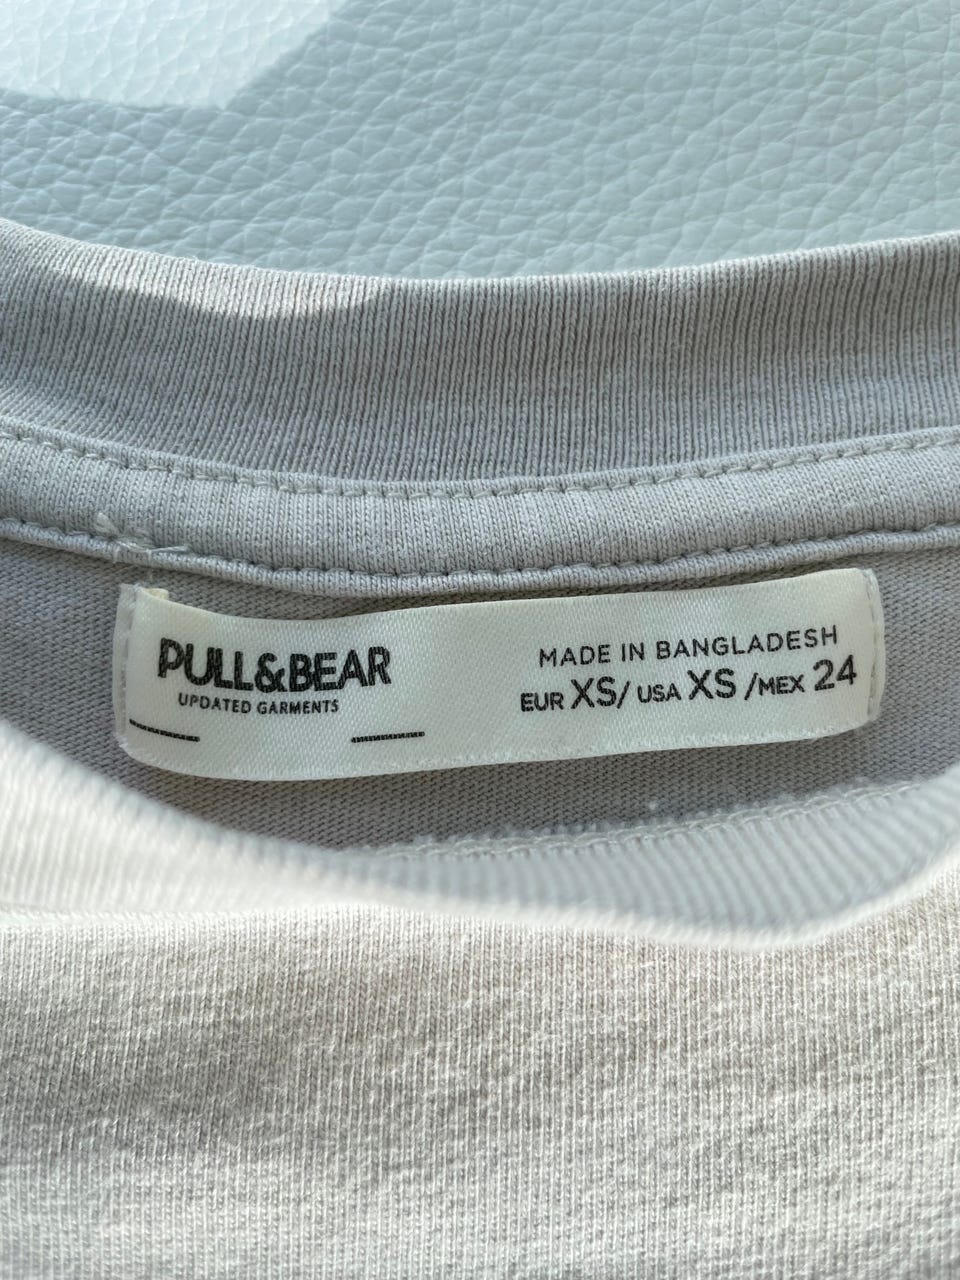 PULL&BEAR
UPDATED GARMENTS
MADE IN BANGLADESH
EUR XS/ USA XS /MEX 24